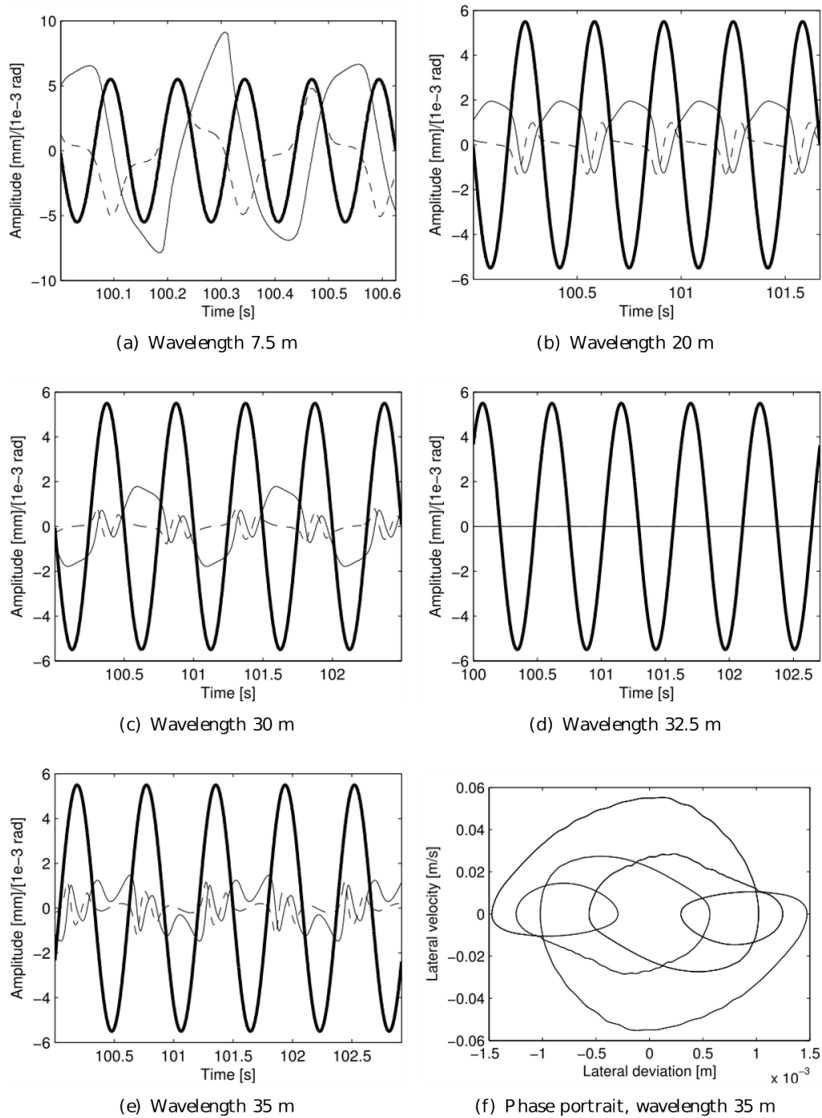 10
5
0
−5
−10
Amplitude [mm]/[1e−3 rad]
100.1 100.2 100.3 100.4 100.5 100.6
Time [s]
(a) Wavelength 7.5 m
6
4
2
0
−2
−4
−6
Amplitude [mm]/[1e−3 rad]
100.5 101 101.5
Time [s]
(b) Wavelength 20 m
6
4
2
0
−2
−4
−6
Amplitude [mm]/[1e−3 rad]
100.5 101 101.5 102
Time [s]
(c) Wavelength 30 m
6
4
2
0
−2
−4
−6
Amplitude [mm]/[1e−3 rad]
100 100.5 101 101.5 102 102.5
Time [s]
(d) Wavelength 32.5 m
6
4
2
0
−2
−4
−6
Amplitude [mm]/[1e−3 rad]
100.5 101 101.5 102 102.5
Time [s]
(e) Wavelength 35 m
0.06
0.04
0.02
0
−0.02
−0.04
−0.06
Lateral velocity [m/s]
−1.5 −1 −0.5 0 0.5 1 1.5
Lateral deviation [m]
x 10⁻³
(f) Phase portrait, wavelength 35 m